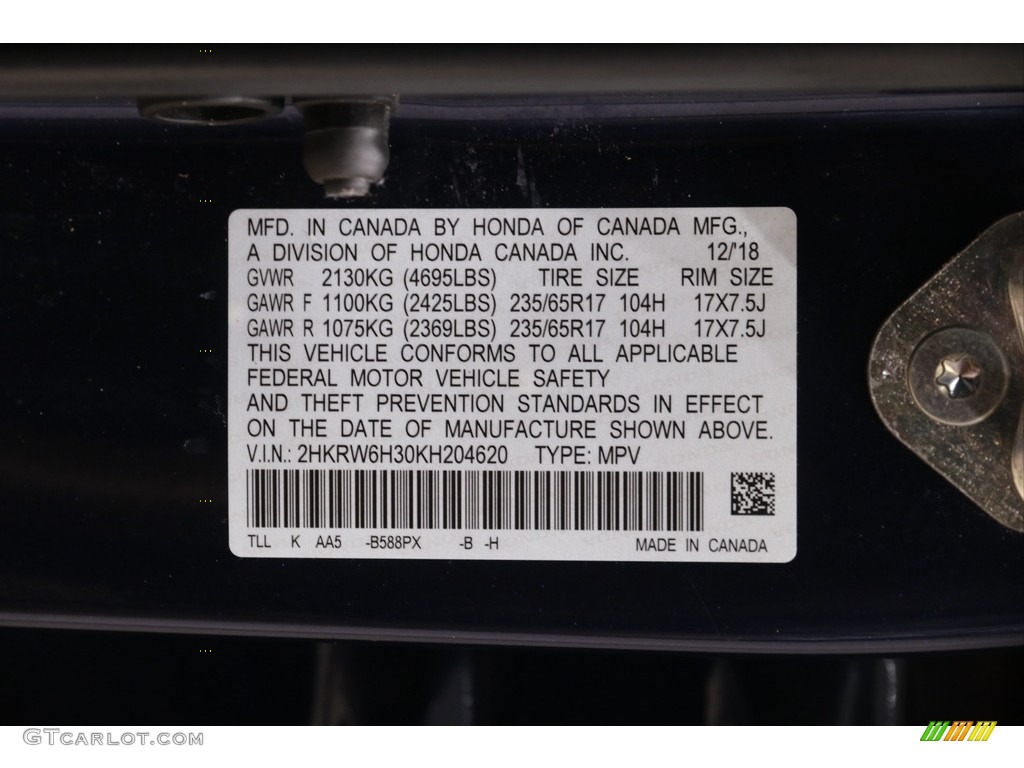 MFD. IN CANADA BY HONDA OF CANADA MFG.,
A DIVISION OF HONDA CANADA INC. 12/'18
GVWR 2130KG (4695LBS) TIRE SIZE RIM SIZE
GAWR F 1100KG (2425LBS) 235/65R17 104H 17X7.5J
GAWR R 1075KG (2369LBS) 235/65R17 104H 17X7.5J
THIS VEHICLE CONFORMS TO ALL APPLICABLE
FEDERAL MOTOR VEHICLE SAFETY
AND THEFT PREVENTION STANDARDS IN EFFECT
ON THE DATE OF MANUFACTURE SHOWN ABOVE.
V.I.N.: 2HKRW6H30KH204620 TYPE: MPV
TLL K AA5 -B588PX -B -H MADE IN CANADA
GTCARLOT.COM